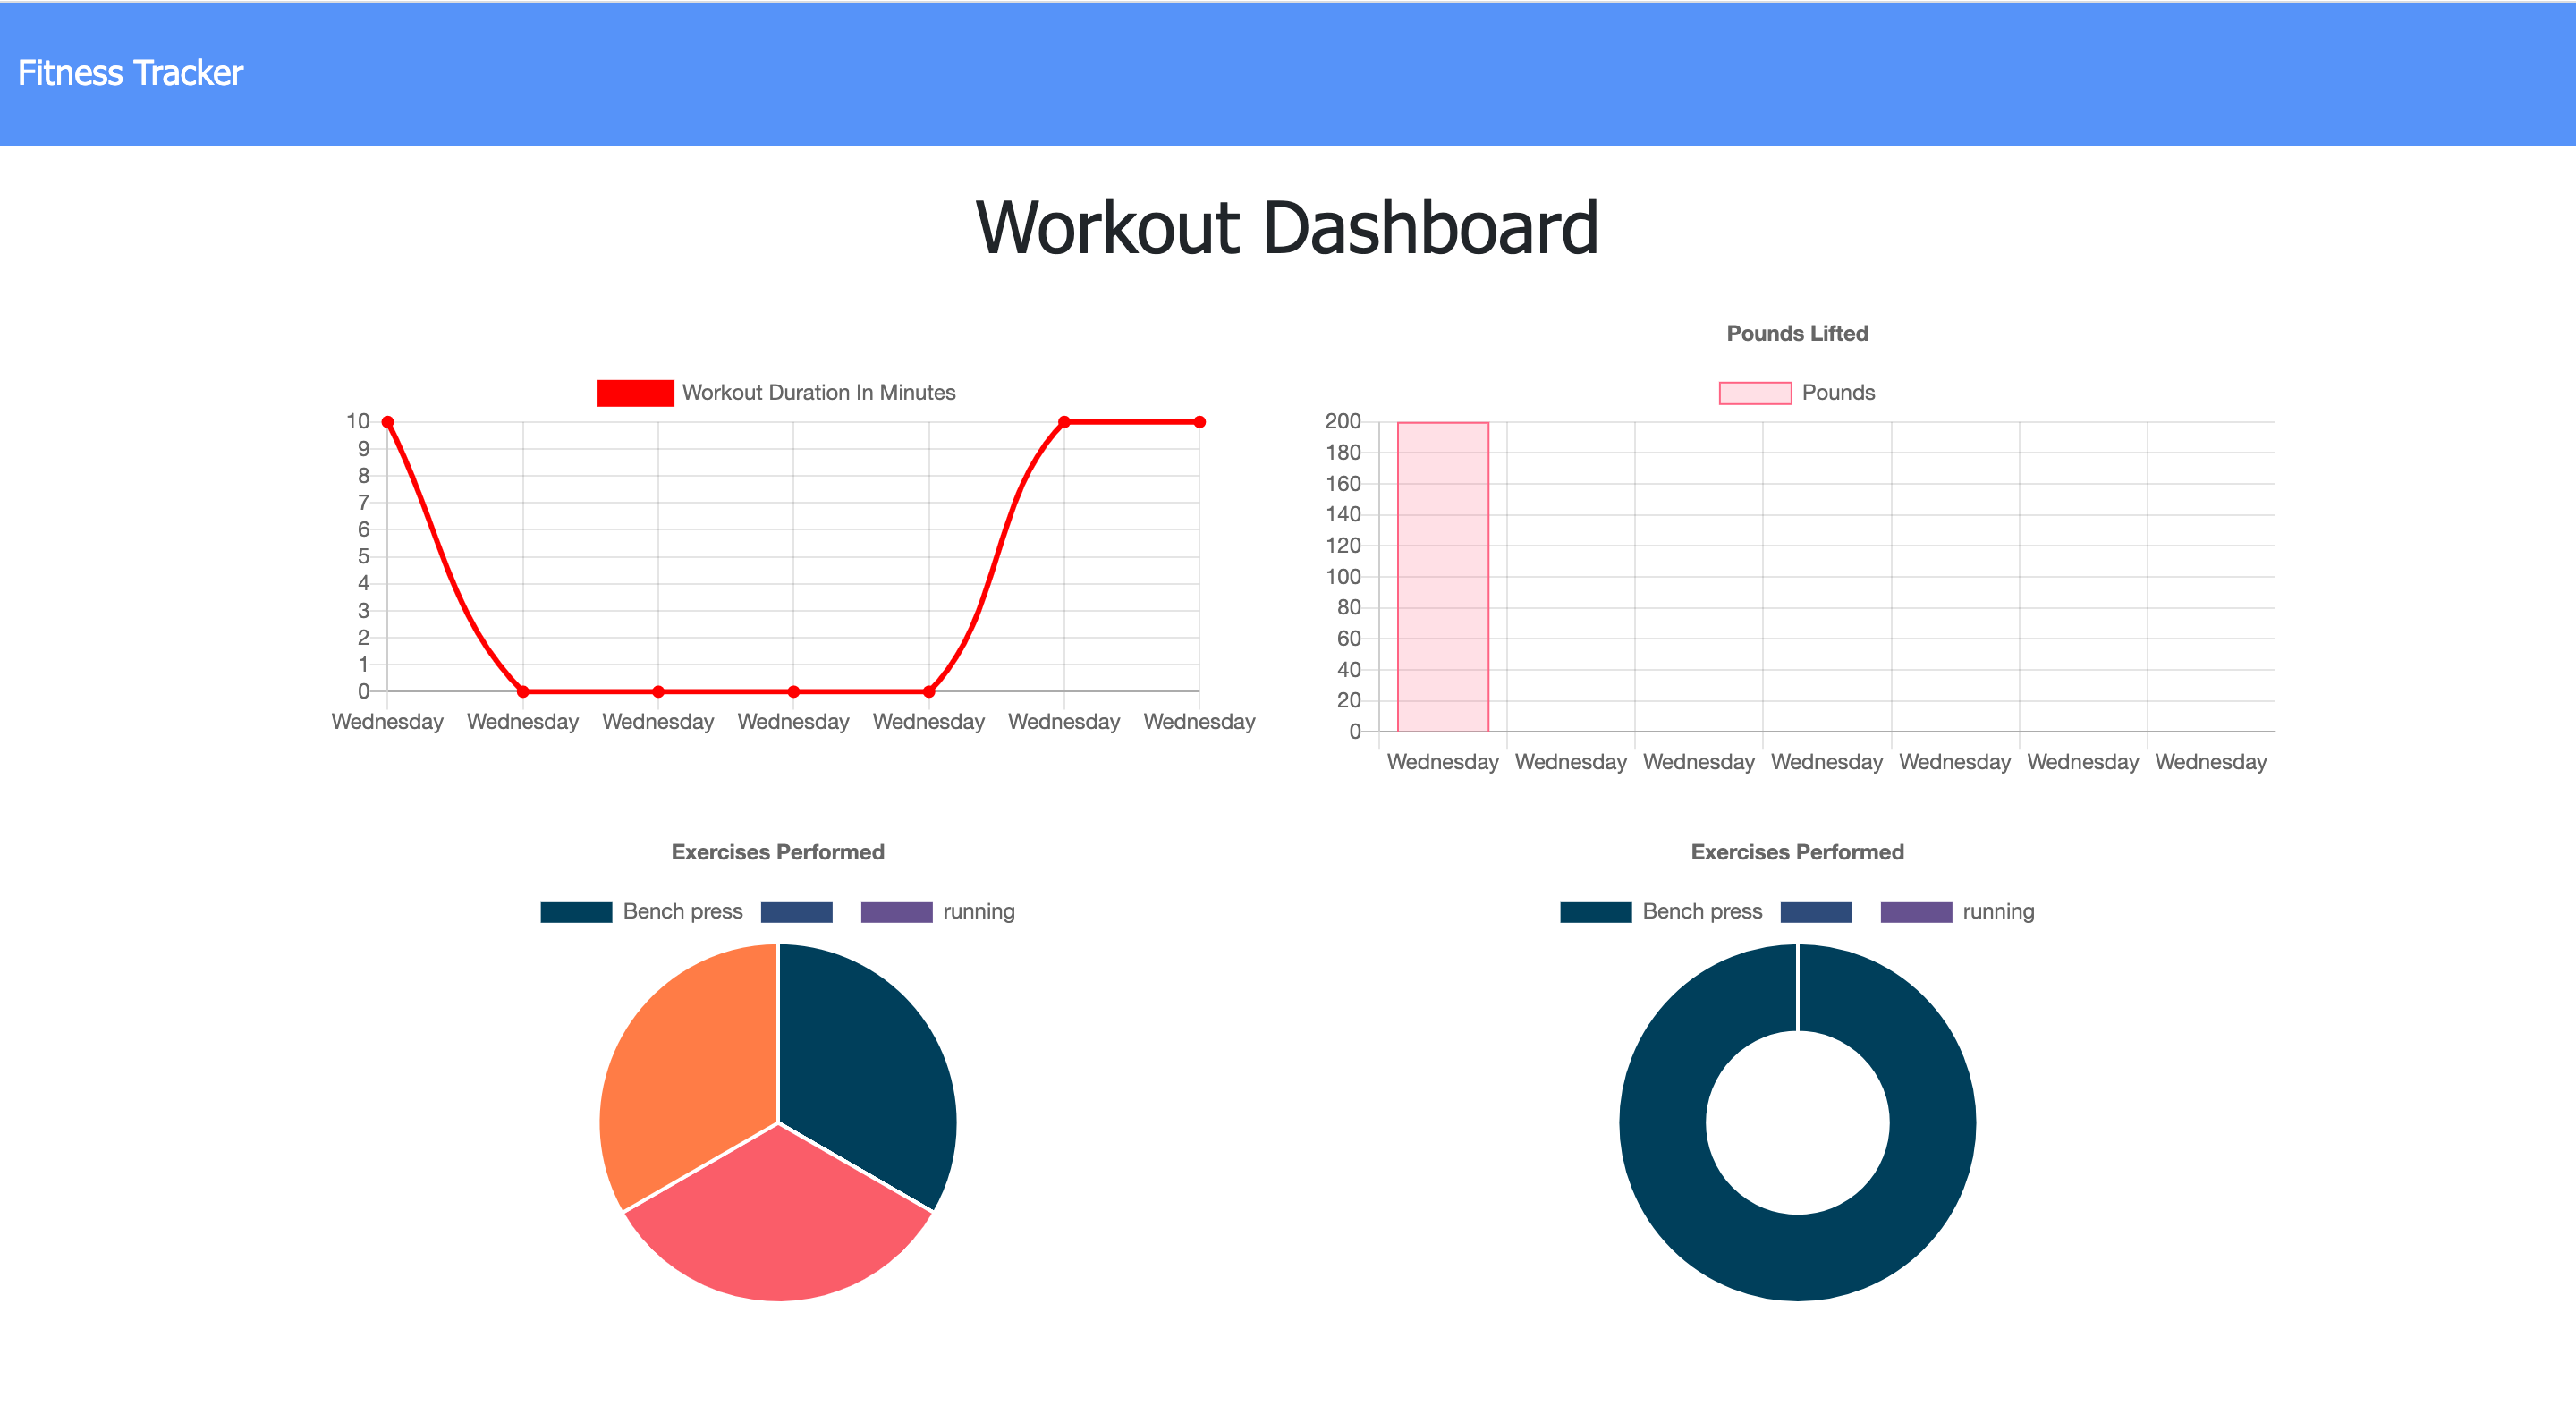 Fitness Tracker
Workout Dashboard
Workout Duration In Minutes
10
9
8
7
6
5
4
3
2
1
0
Wednesday Wednesday Wednesday Wednesday Wednesday Wednesday Wednesday
Pounds Lifted
Pounds
200
180
160
140
120
100
80
60
40
20
0
Wednesday Wednesday Wednesday Wednesday Wednesday Wednesday Wednesday
Exercises Performed
Bench press running
Exercises Performed
Bench press running